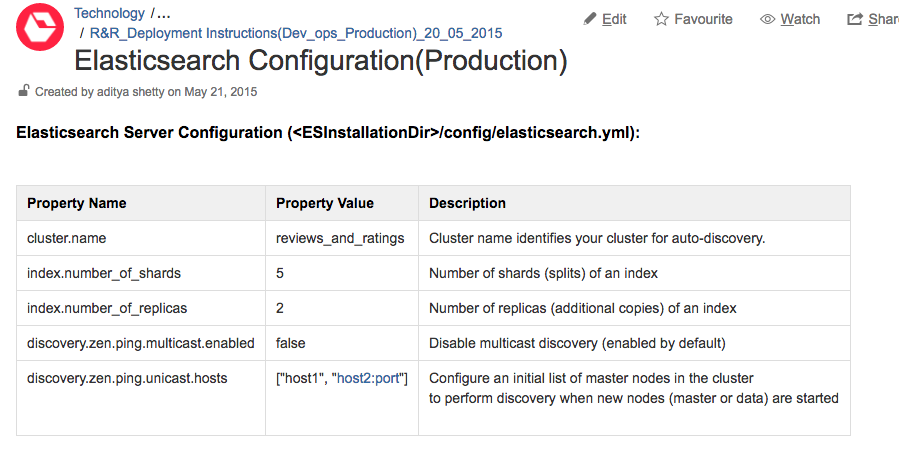 Technology /...
/ R&R_Deployment Instructions(Dev_ops_Production)_20_05_2015
Edit Favourite Watch Shar
Elasticsearch Configuration(Production)
Created by aditya shetty on May 21, 2015
Elasticsearch Server Configuration (<ESInstallationDir>/config/elasticsearch.yml):
Property Name Property Value Description
cluster.name reviews_and_ratings Cluster name identifies your cluster for auto-discovery.
index.number_of_shards 5 Number of shards (splits) of an index
index.number_of_replicas 2 Number of replicas (additional copies) of an index
discovery.zen.ping.multicast.enabled false Disable multicast discovery (enabled by default)
discovery.zen.ping.unicast.hosts ["host1", "host2:port"] Configure an initial list of master nodes in the cluster
to perform discovery when new nodes (master or data) are started